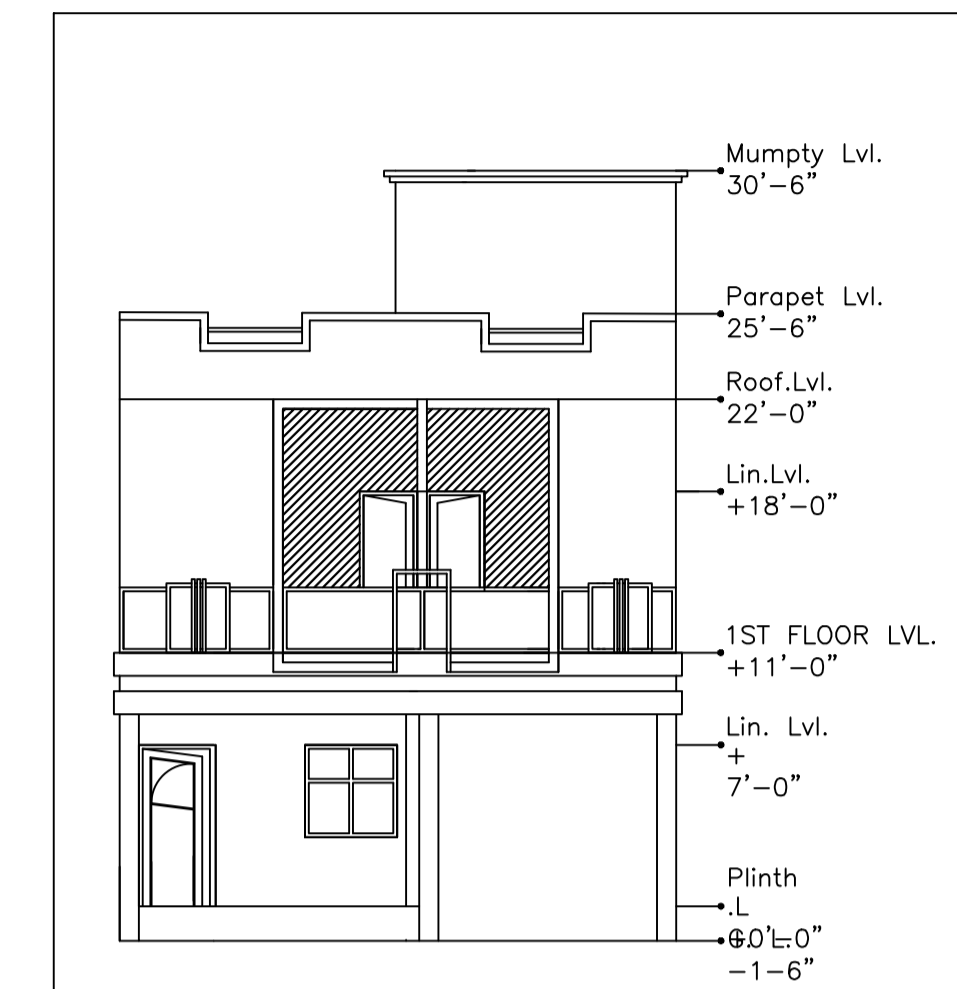 Mumpty Lvl.
30'-6"
Parapet Lvl.
25'-6"
Roof.Lvl.
22'-0"
Lin.Lvl.
+18'-0"
1ST FLOOR LVL.
+11'-0"
Lin. Lvl.
+
7'-0"
Plinth
.L
-1-6"